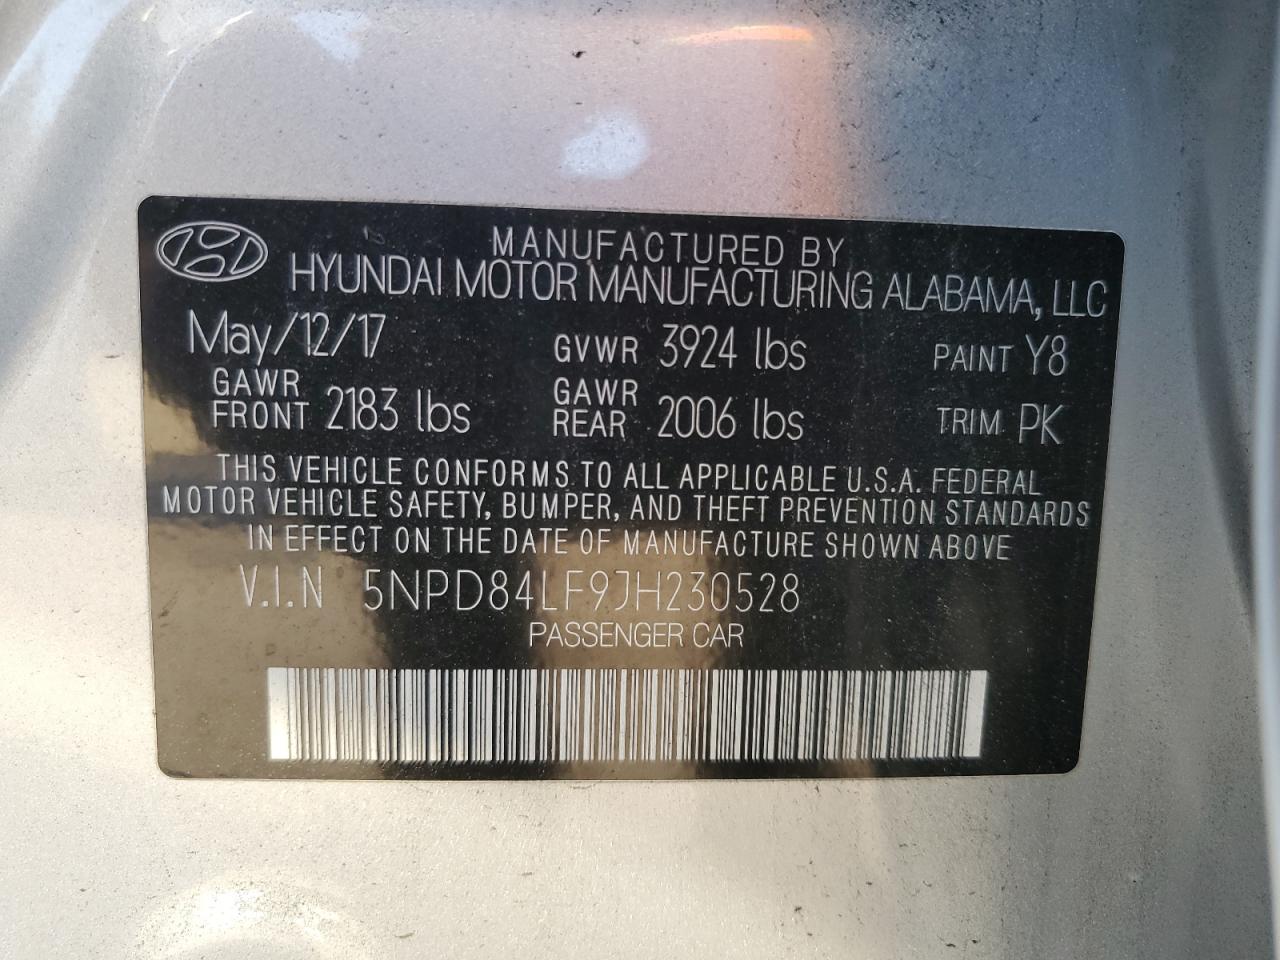 MANUFACTURED BY
HYUNDAI MOTOR MANUFACTURING ALABAMA, LLC
May/12/17 GVWR 3924 lbs PAINT Y8
GAWR FRONT 2183 lbs GAWR REAR 2006 lbs TRIM PK
THIS VEHICLE CONFORMS TO ALL APPLICABLE U.S.A. FEDERAL
MOTOR VEHICLE SAFETY, BUMPER, AND THEFT PREVENTION STANDARDS
IN EFFECT ON THE DATE OF MANUFACTURE SHOWN ABOVE
V.I.N 5NPD84LF9JH230528
PASSENGER CAR